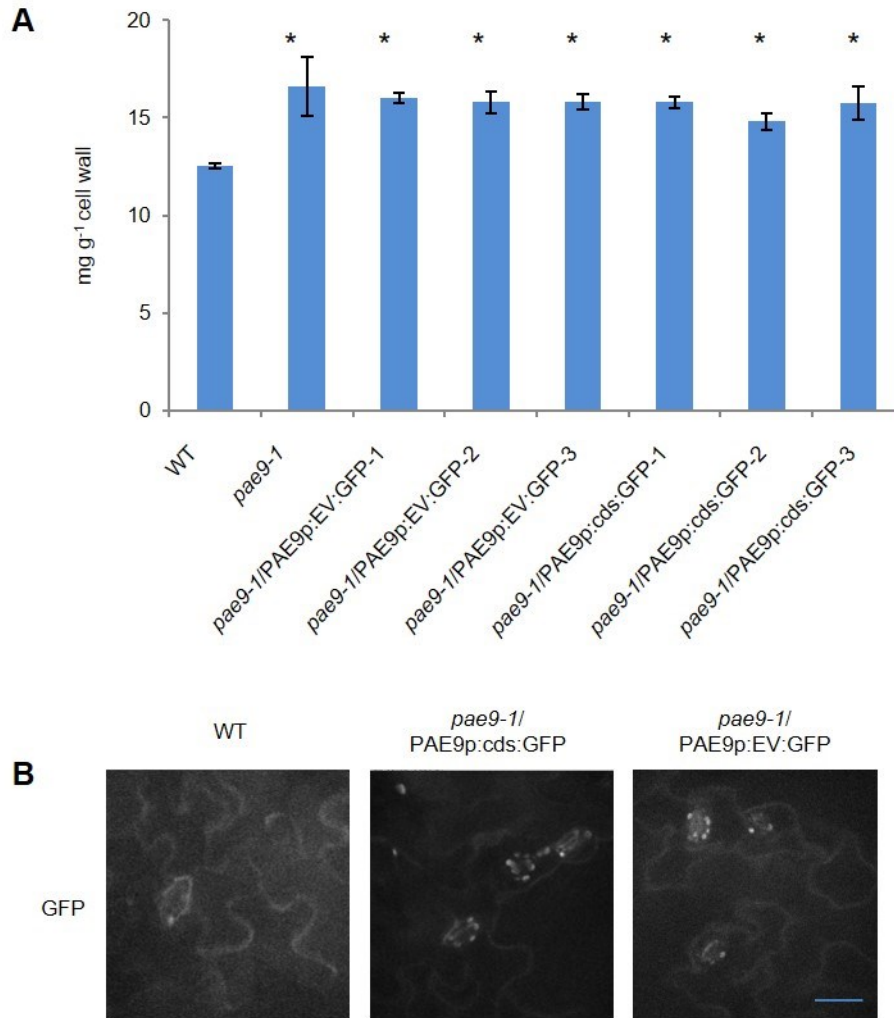 A
20
15
10
5
0
mg g⁻¹ cell wall
* * * * * * *
WT
pae9-1
pae9-1/PAE9p:EV:GFP-1
pae9-1/PAE9p:EV:GFP-2
pae9-1/PAE9p:EV:GFP-3
pae9-1/PAE9p:cds:GFP-1
pae9-1/PAE9p:cds:GFP-2
pae9-1/PAE9p:cds:GFP-3
WT
pae9-1/
PAE9p:cds:GFP
pae9-1/
PAE9p:EV:GFP
B
GFP